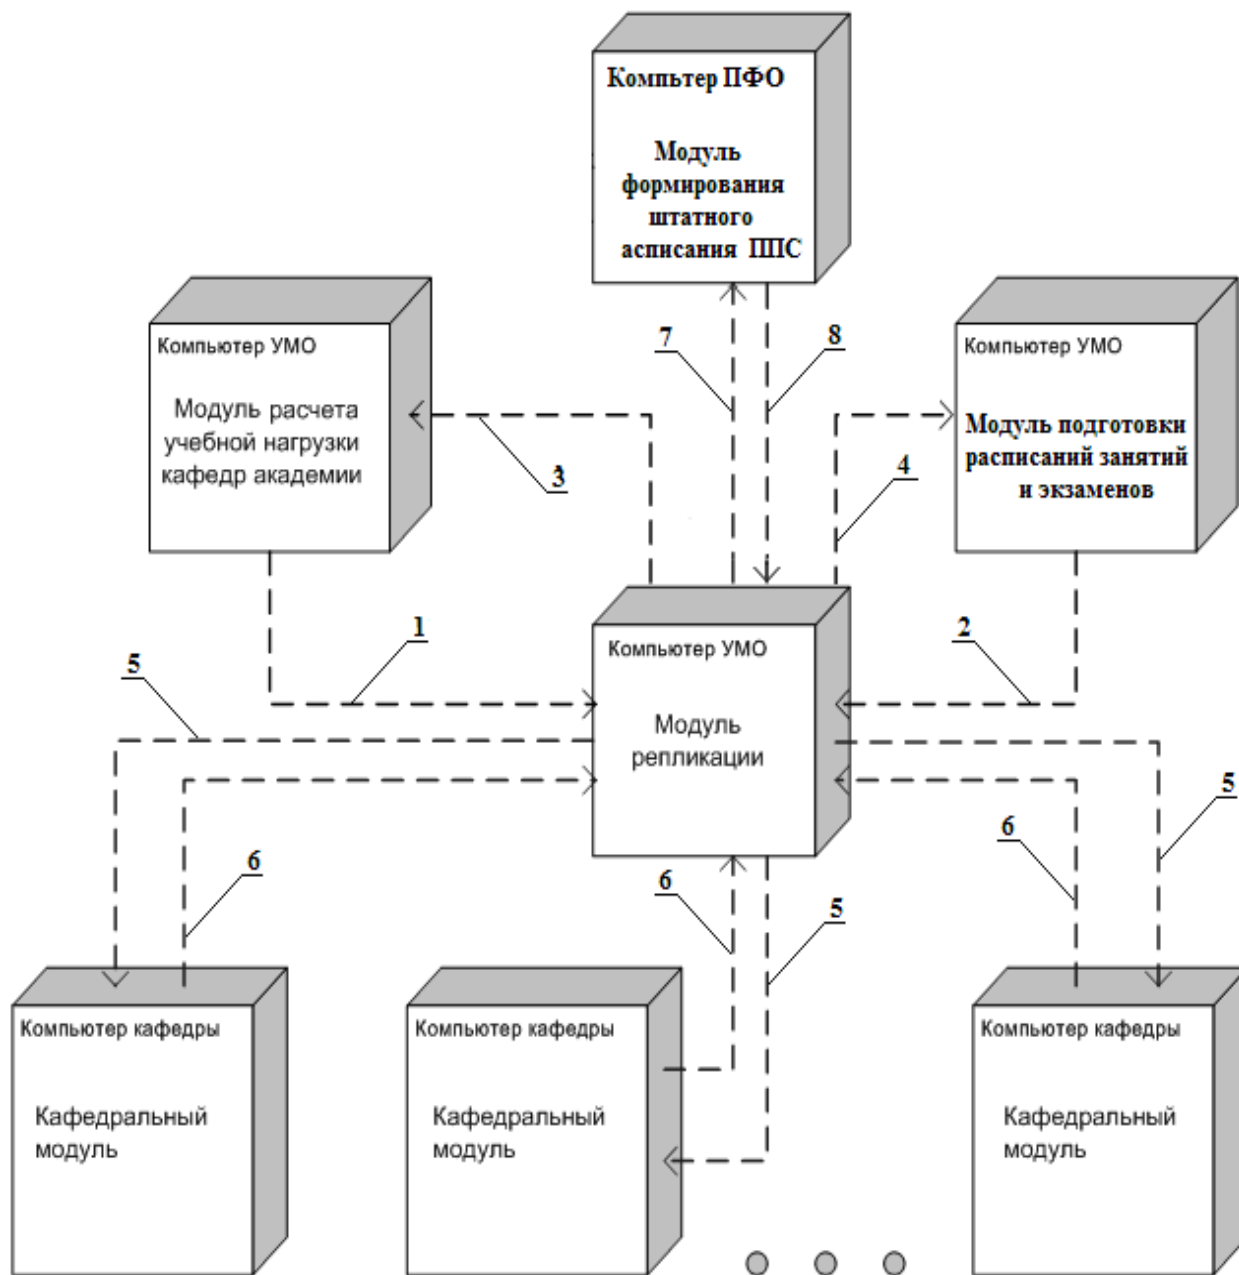 Компьтер ПФО
Модуль
формирования
штатного
асписания ППС
Компьютер УМО
Модуль расчета
учебной нагрузки
кафедр академии
Компьютер УМО
Модуль подготовки
расписаний занятий
и экзаменов
7
8
3
4
1
2
5
Компьютер УМО
Модуль
репликации
5
6
6
6
5
Компьютер кафедры
Кафедральный
модуль
Компьютер кафедры
Кафедральный
модуль
Компьютер кафедры
Кафедральный
модуль